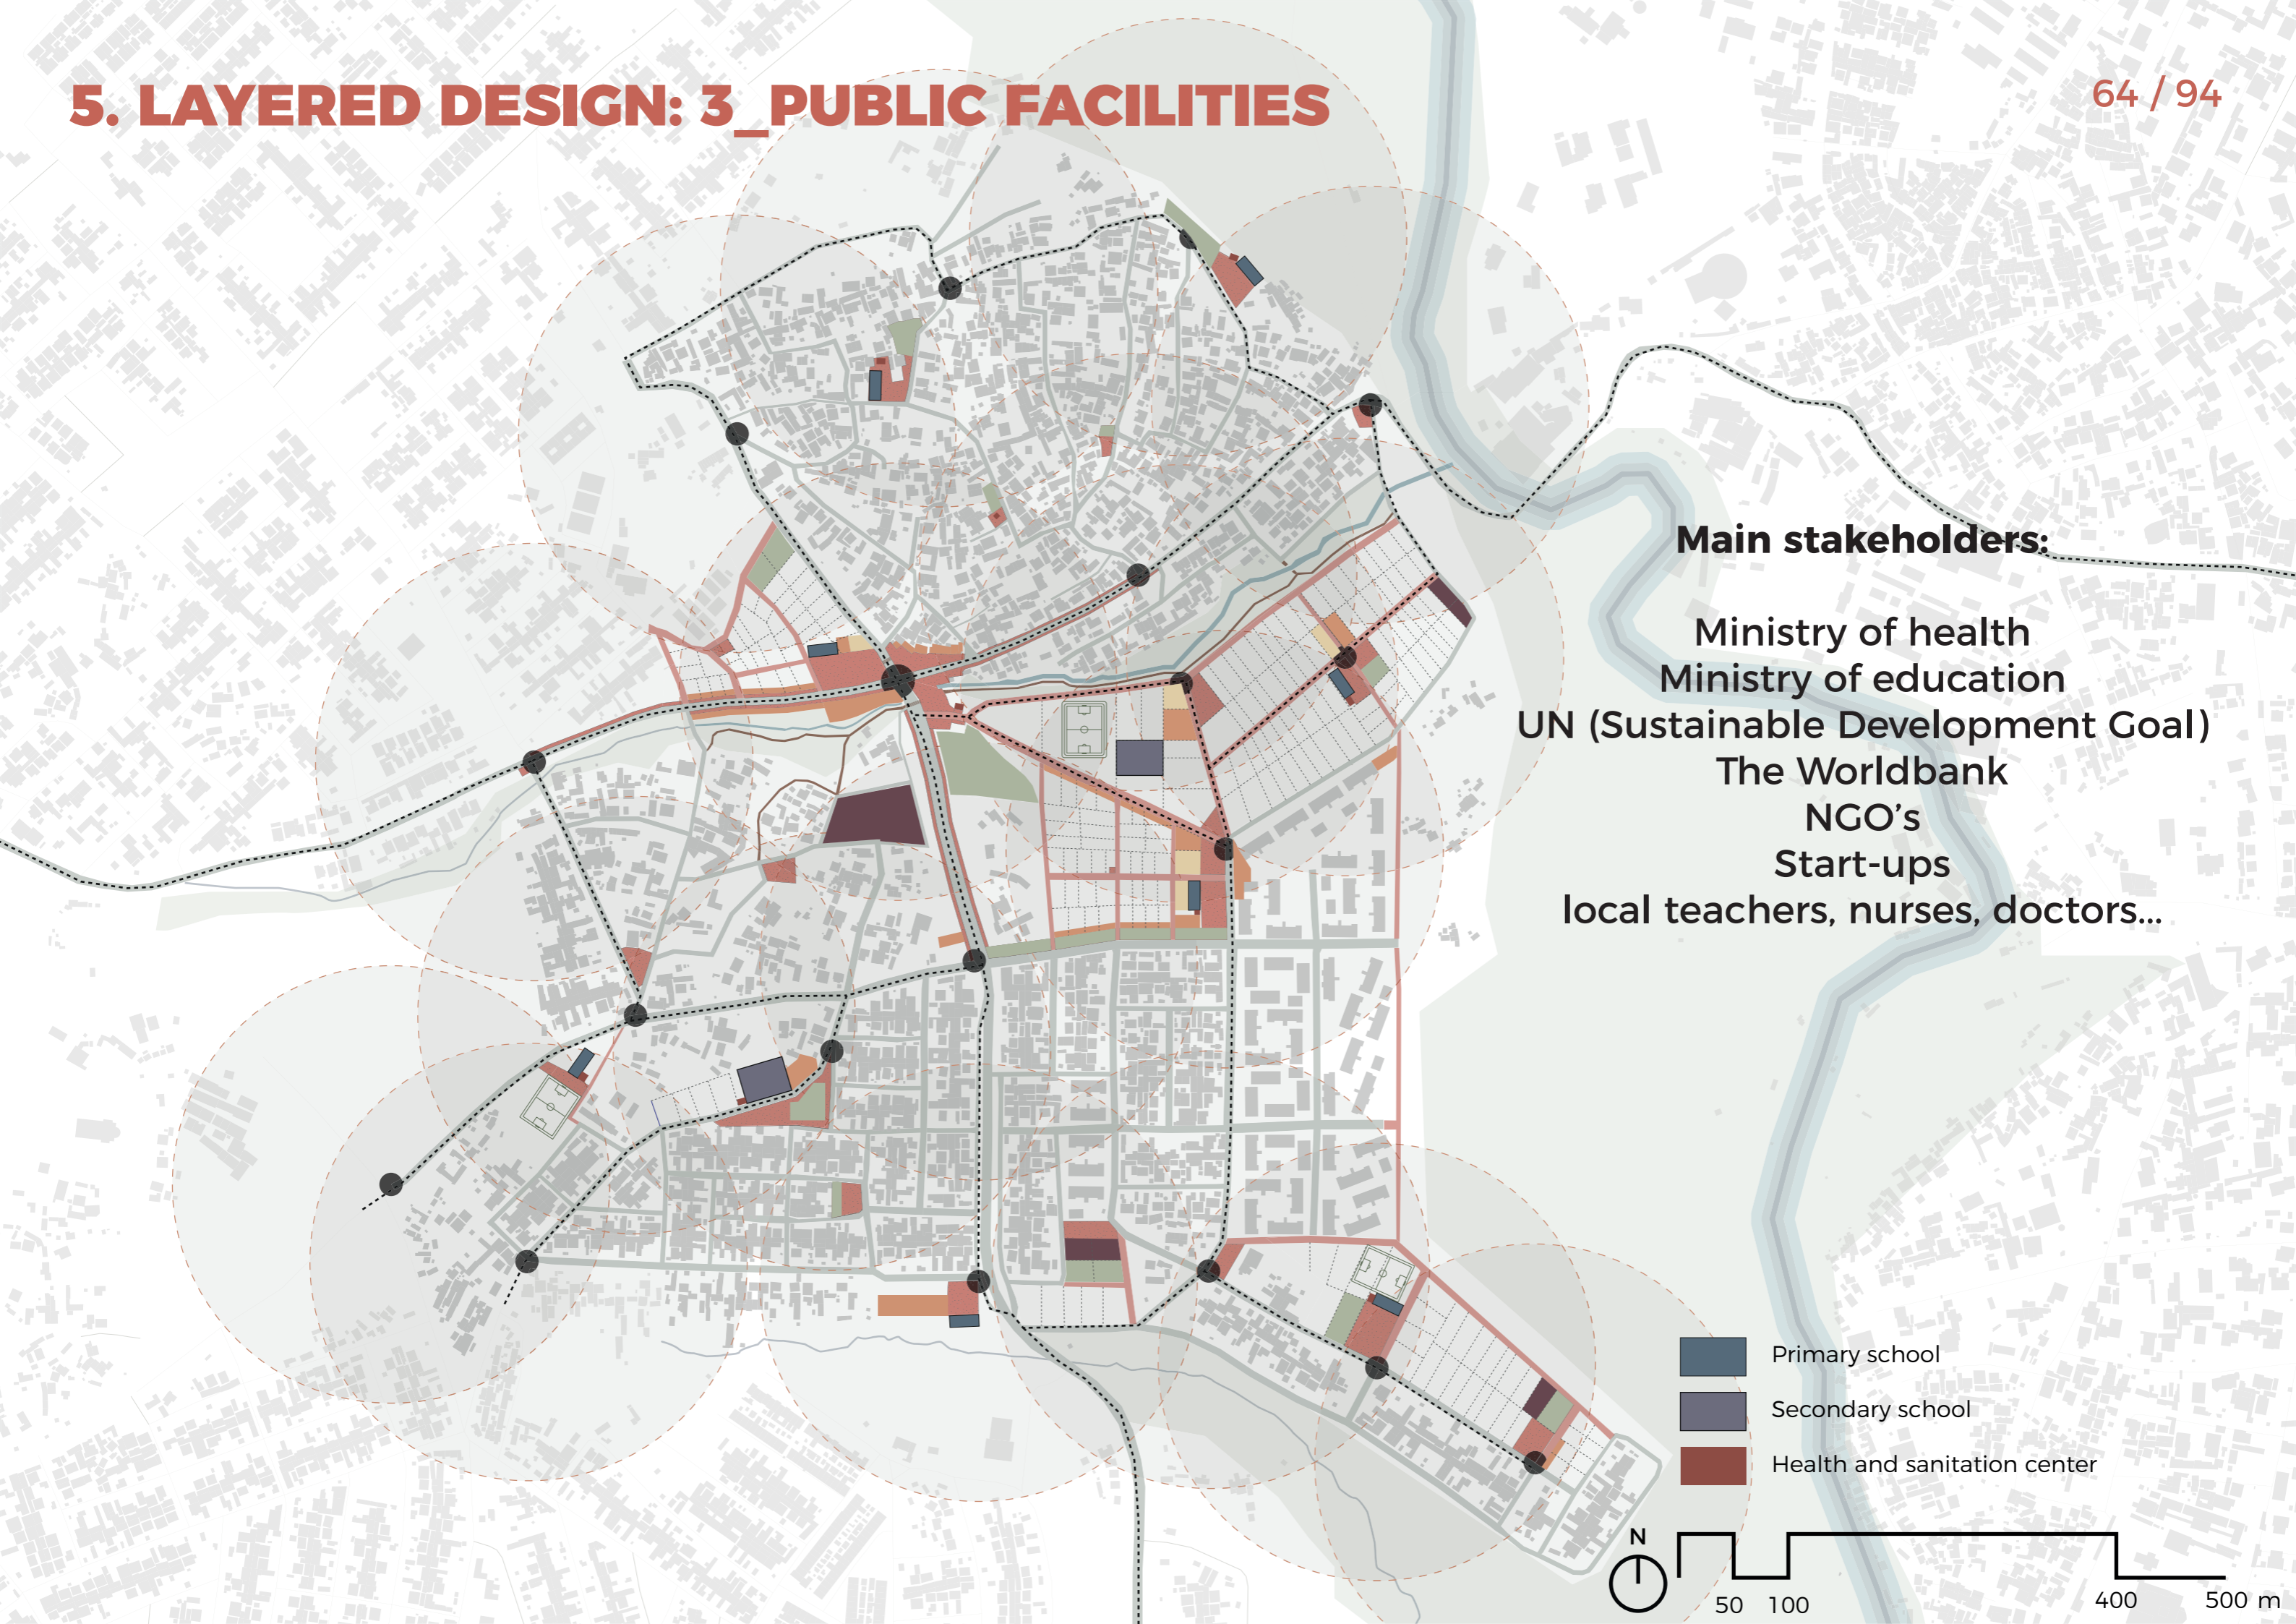 5. LAYERED DESIGN: 3_PUBLIC FACILITIES
64 / 94
Main stakeholders:
Ministry of health
Ministry of education
UN (Sustainable Development Goal)
The Worldbank
NGO's
Start-ups
local teachers, nurses, doctors...
Primary school
Secondary school
Health and sanitation center
N
50 100 400 500 m